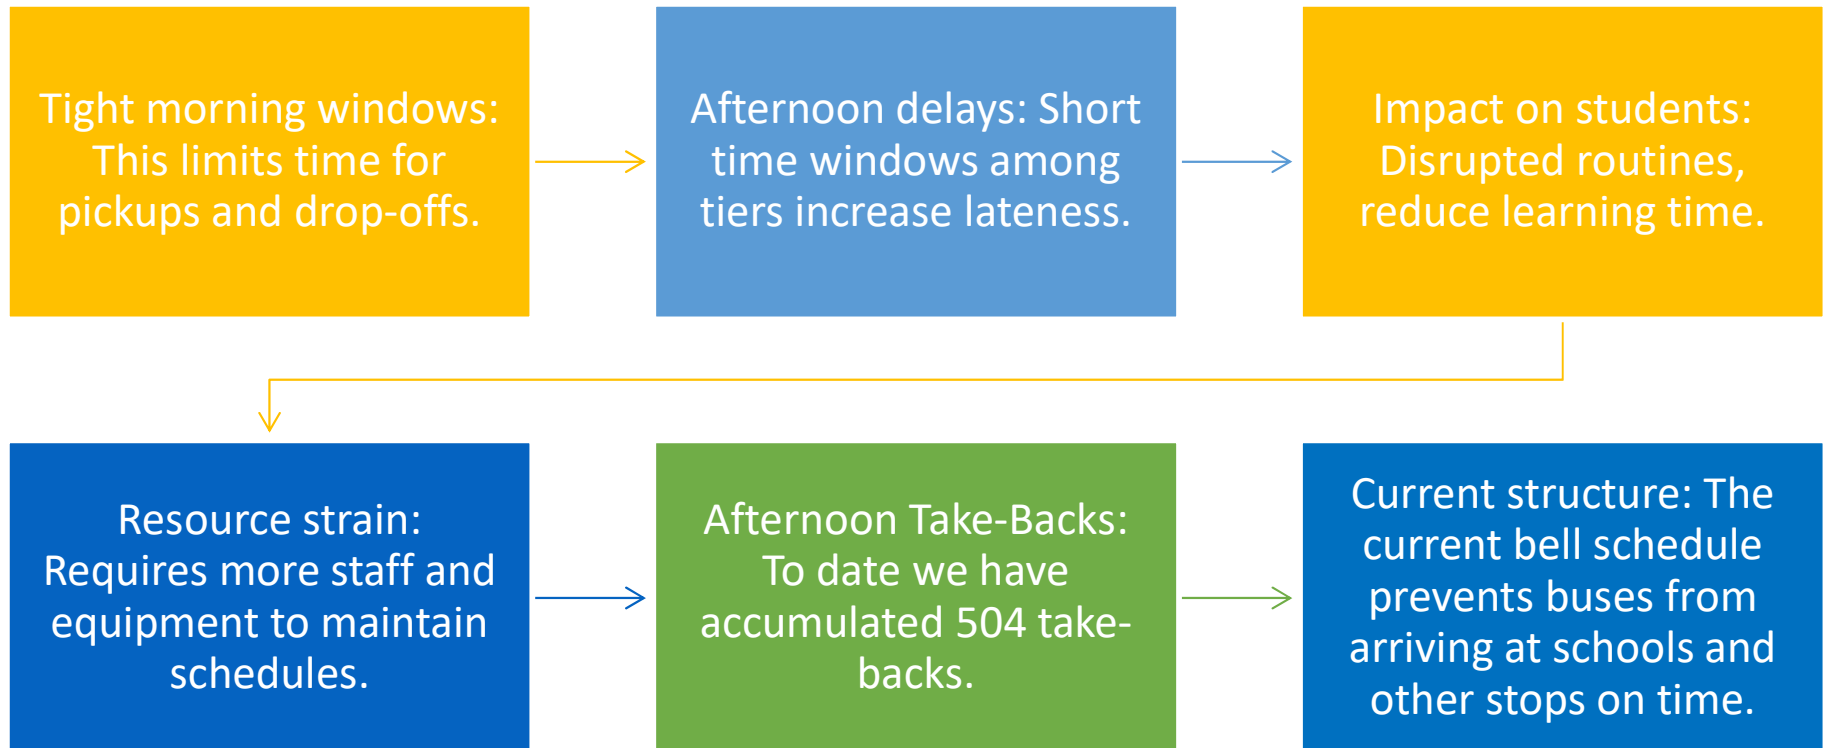 Tight morning windows:
This limits time for
pickups and drop-offs.
Afternoon delays: Short
time windows among
tiers increase lateness.
Impact on students:
Disrupted routines,
reduce learning time.
Resource strain:
Requires more staff and
equipment to maintain
schedules.
Afternoon Take-Backs:
To date we have
accumulated 504 take-
backs.
Current structure: The
current bell schedule
prevents buses from
arriving at schools and
other stops on time.